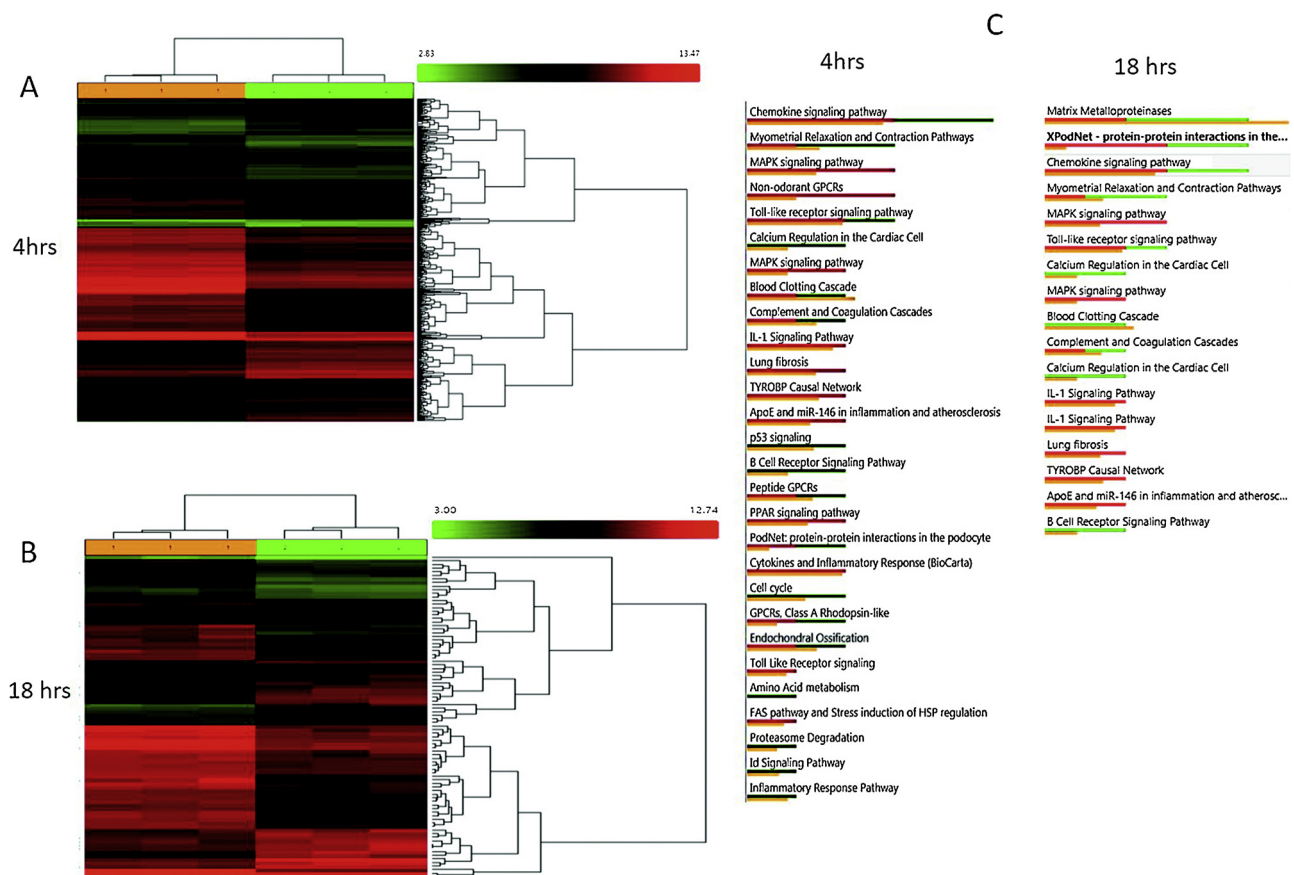 A
4hrs
2.83
13.47
B
18 hrs
3.00
12.74
C
4hrs
Chemokine signaling pathway
Myometrial Relaxation and Contraction Pathways
MAPK signaling pathway
Non-odorant GPCRs
Toll-like receptor signaling pathway
Calcium Regulation in the Cardiac Cell
MAPK signaling pathway
Blood Clotting Cascade
Complement and Coagulation Cascades
IL-1 Signaling Pathway
Lung fibrosis
TYROBP Causal Network
ApoE and miR-146 in inflammation and atherosclerosis
p53 signaling
B Cell Receptor Signaling Pathway
Peptide GPCRs
PPAR signaling pathway
PodNet: protein-protein interactions in the podocyte
Cytokines and Inflammatory Response (BioCarta)
Cell cycle
GPCRs, Class A Rhodopsin-like
Endochondral Ossification
Toll Like Receptor signaling
Amino Acid metabolism
FAS pathway and Stress induction of HSP regulation
Proteasome Degradation
Id Signaling Pathway
Inflammatory Response Pathway
18 hrs
Matrix Metalloproteinases
XPodNet - protein-protein interactions in the...
Chemokine signaling pathway
Myometrial Relaxation and Contraction Pathways
MAPK signaling pathway
Toll-like receptor signaling pathway
Calcium Regulation in the Cardiac Cell
MAPK signaling pathway
Blood Clotting Cascade
Complement and Coagulation Cascades
Calcium Regulation in the Cardiac Cell
IL-1 Signaling Pathway
IL-1 Signaling Pathway
Lung fibrosis
TYROBP Causal Network
ApoE and miR-146 in inflammation and atherosc...
B Cell Receptor Signaling Pathway